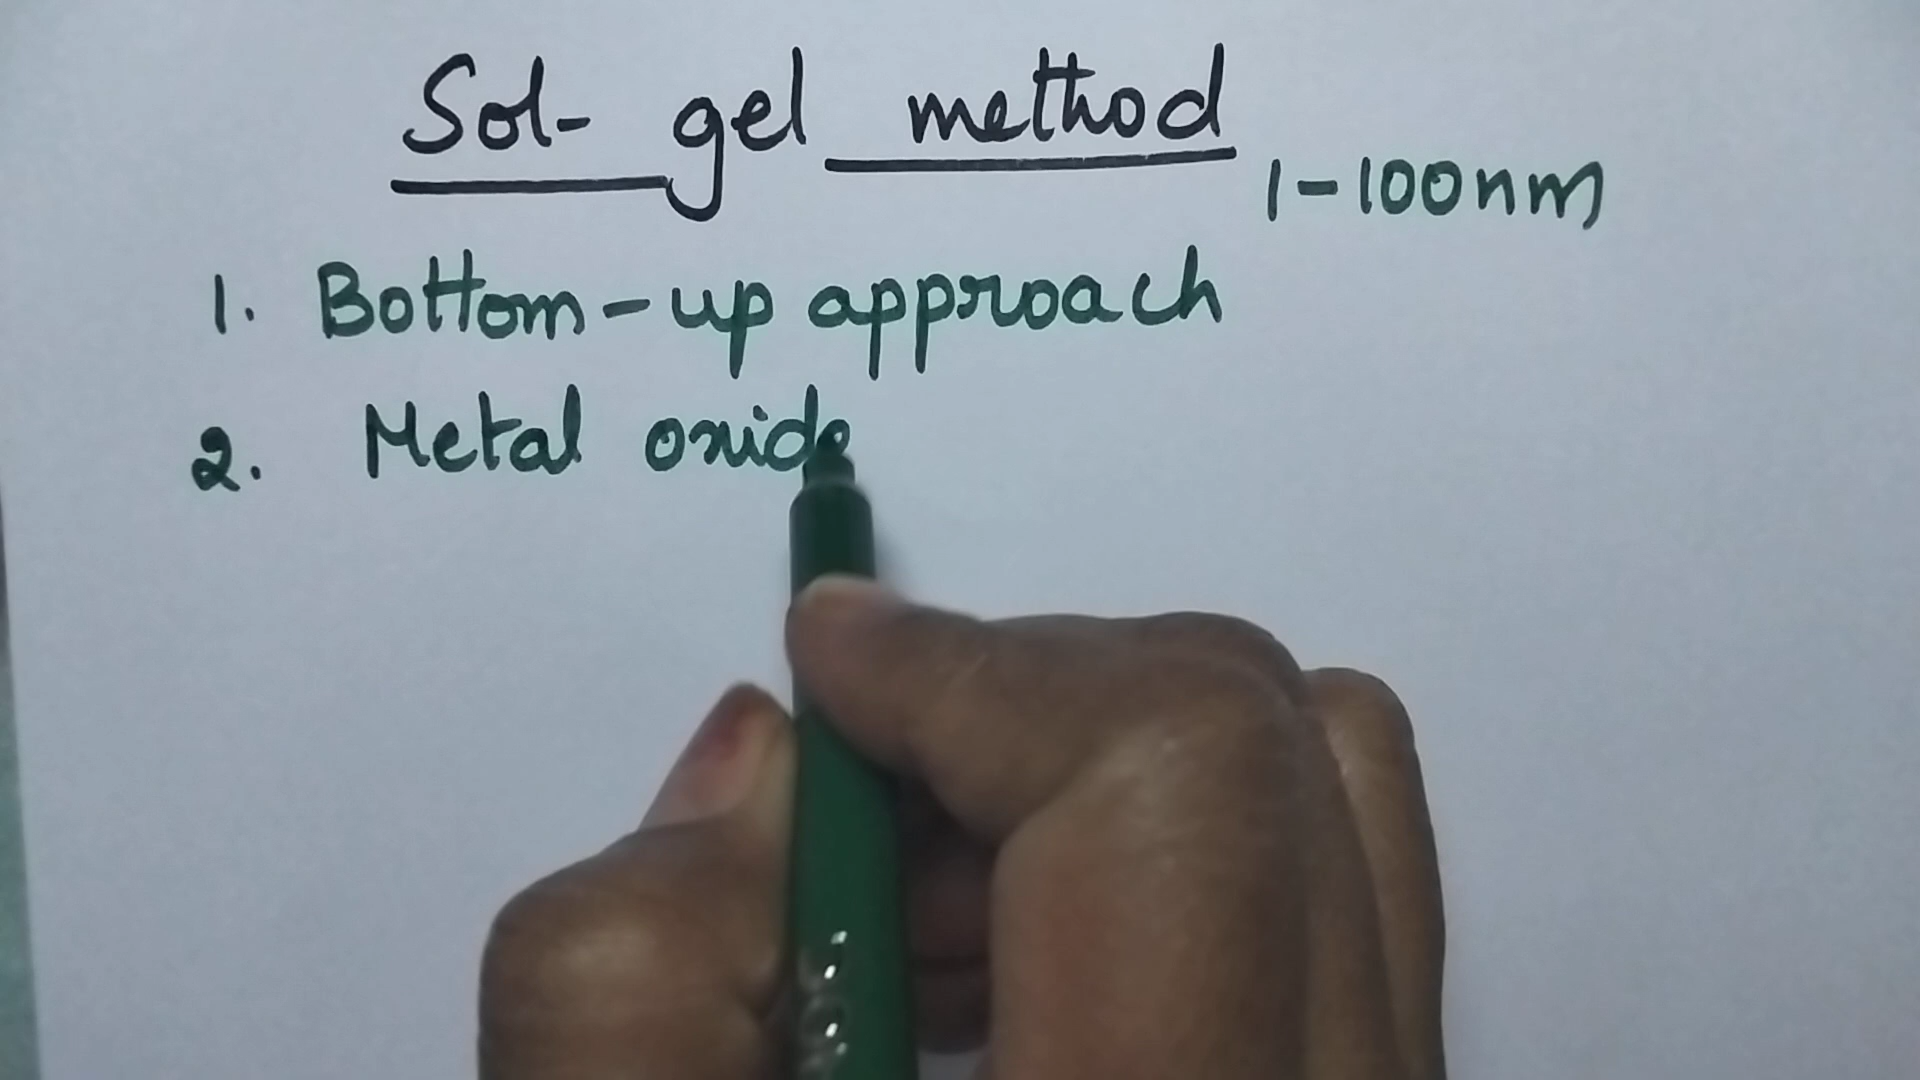 Sol- gel method
1-100nm
1. Bottom-up approach
2. Metal oxide